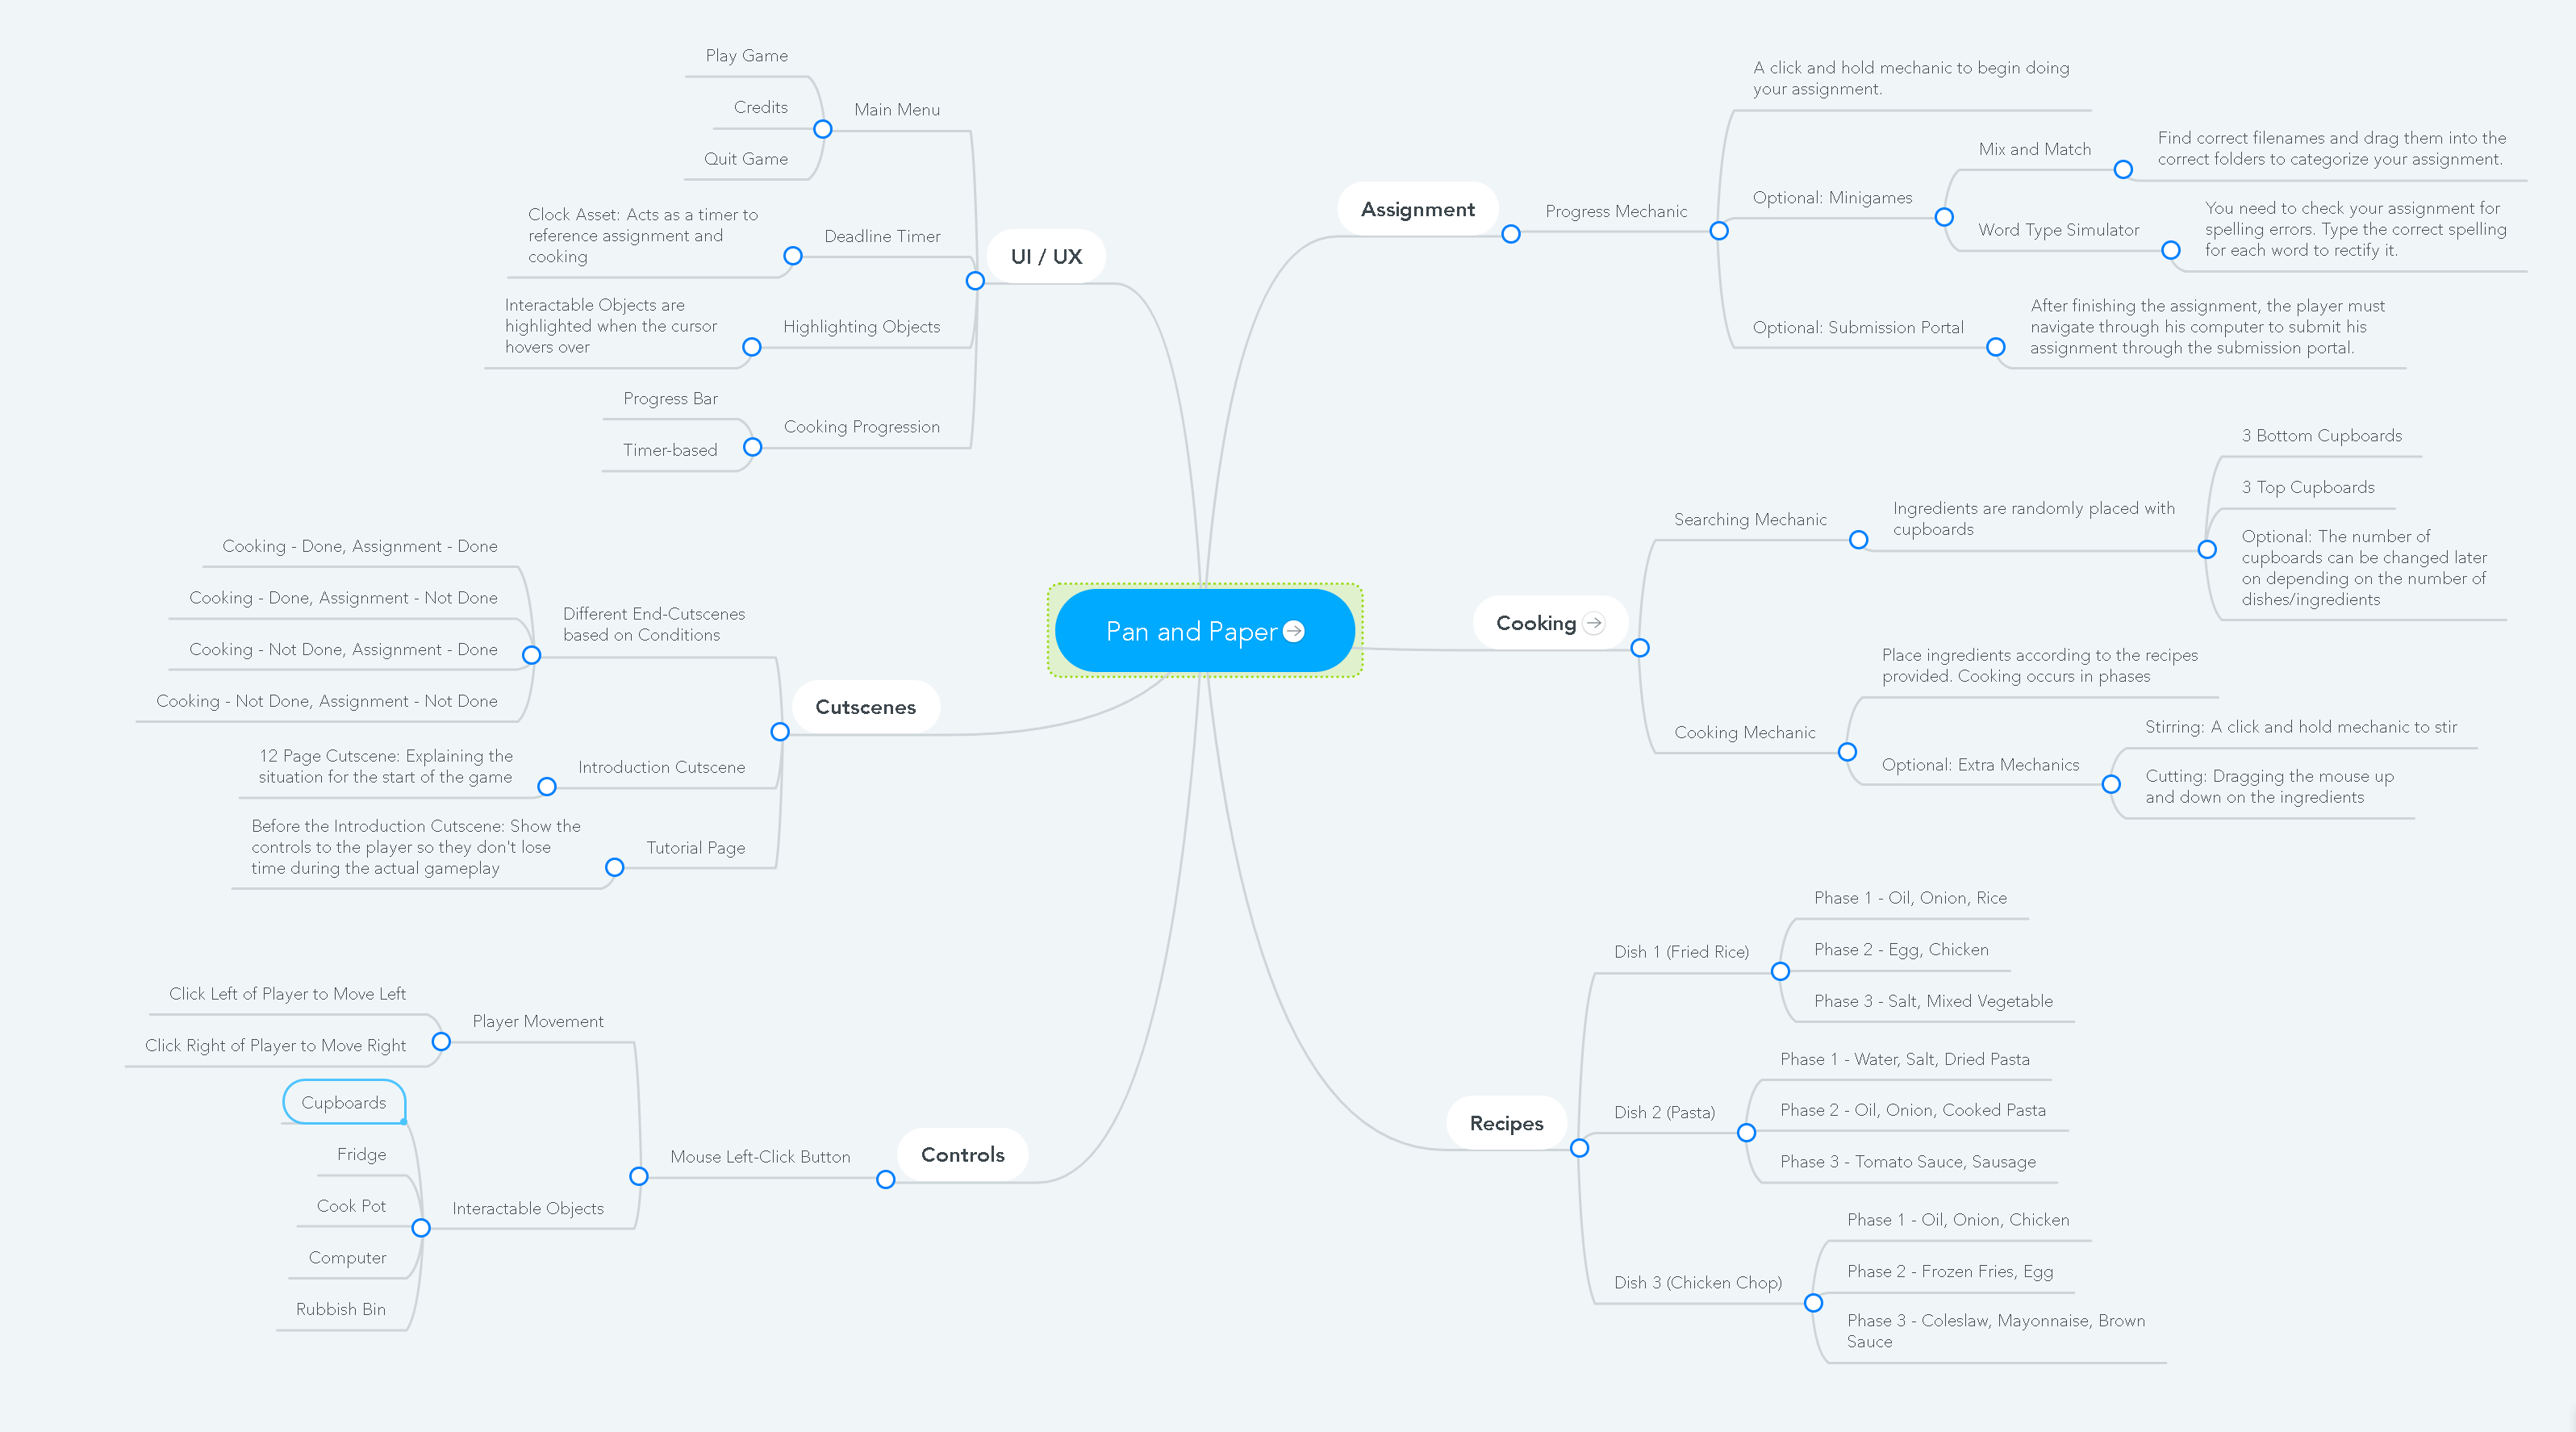 Pan and Paper
UI / UX
Main Menu
Play Game
Credits
Quit Game
Deadline Timer
Clock Asset: Acts as a timer to
reference assignment and
cooking
Highlighting Objects
Interactable Objects are
highlighted when the cursor
hovers over
Cooking Progression
Progress Bar
Timer-based
Cutscenes
Different End-Cutscenes
based on Conditions
Cooking - Done, Assignment - Done
Cooking - Done, Assignment - Not Done
Cooking - Not Done, Assignment - Done
Cooking - Not Done, Assignment - Not Done
Introduction Cutscene
12 Page Cutscene: Explaining the
situation for the start of the game
Tutorial Page
Before the Introduction Cutscene: Show the
controls to the player so they don't lose
time during the actual gameplay
Controls
Mouse Left-Click Button
Player Movement
Click Left of Player to Move Left
Click Right of Player to Move Right
Interactable Objects
Cupboards
Fridge
Cook Pot
Computer
Rubbish Bin
Assignment
Progress Mechanic
A click and hold mechanic to begin doing
your assignment.
Optional: Minigames
Mix and Match
Find correct filenames and drag them into the
correct folders to categorize your assignment.
Word Type Simulator
You need to check your assignment for
spelling errors. Type the correct spelling
for each word to rectify it.
Optional: Submission Portal
After finishing the assignment, the player must
navigate through his computer to submit his
assignment through the submission portal.
Cooking
Searching Mechanic
Ingredients are randomly placed with
cupboards
3 Bottom Cupboards
3 Top Cupboards
Optional: The number of
cupboards can be changed later
on depending on the number of
dishes/ingredients
Cooking Mechanic
Place ingredients according to the recipes
provided. Cooking occurs in phases
Optional: Extra Mechanics
Stirring: A click and hold mechanic to stir
Cutting: Dragging the mouse up
and down on the ingredients
Recipes
Dish 1 (Fried Rice)
Phase 1 - Oil, Onion, Rice
Phase 2 - Egg, Chicken
Phase 3 - Salt, Mixed Vegetable
Dish 2 (Pasta)
Phase 1 - Water, Salt, Dried Pasta
Phase 2 - Oil, Onion, Cooked Pasta
Phase 3 - Tomato Sauce, Sausage
Dish 3 (Chicken Chop)
Phase 1 - Oil, Onion, Chicken
Phase 2 - Frozen Fries, Egg
Phase 3 - Coleslaw, Mayonnaise, Brown
Sauce